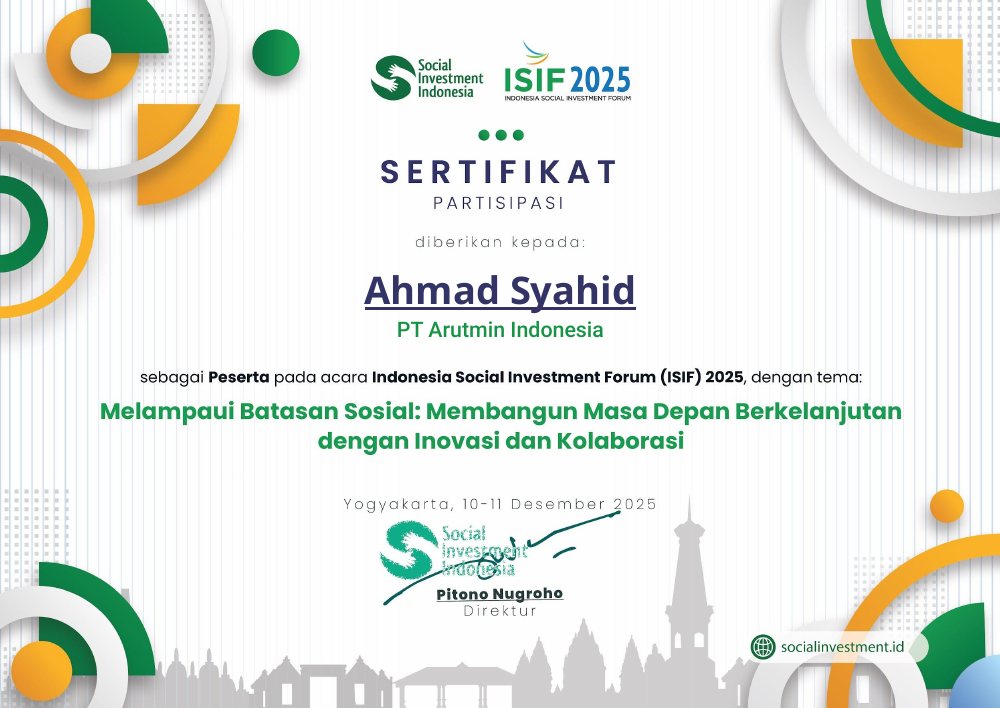 Social
Investment
Indonesia
ISIF 2025
INDONESIA SOCIAL INVESTMENT FORUM
SERTIFIKAT
PARTISIPASI
diberikan kepada:
Ahmad Syahid
PT Arutmin Indonesia
sebagai Peserta pada acara Indonesia Social Investment Forum (ISIF) 2025, dengan tema:
Melampaui Batasan Sosial: Membangun Masa Depan Berkelanjutan
dengan Inovasi dan Kolaborasi
Yogyakarta, 10-11 Desember 2025
Social
Investment
Indonesia
Pitono Nugroho
Direktur
socialinvestment.id